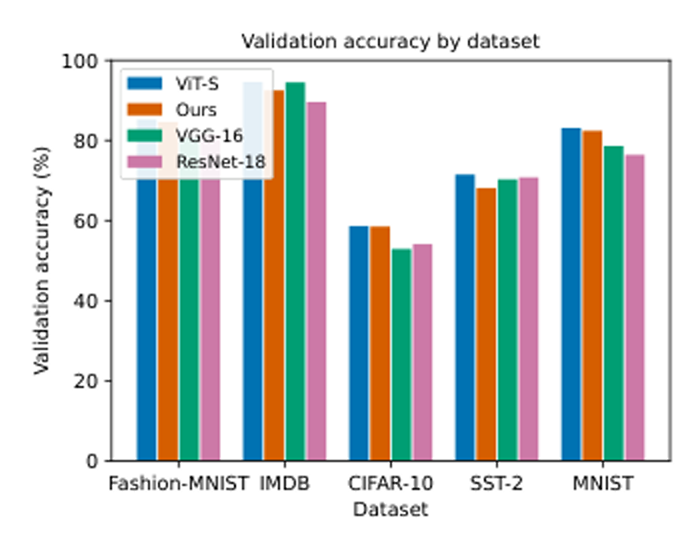 Validation accuracy by dataset
Validation accuracy (%)
100
80
60
40
20
0
ViT-S
Ours
VGG-16
ResNet-18
Fashion-MNIST IMDB CIFAR-10 SST-2 MNIST
Dataset